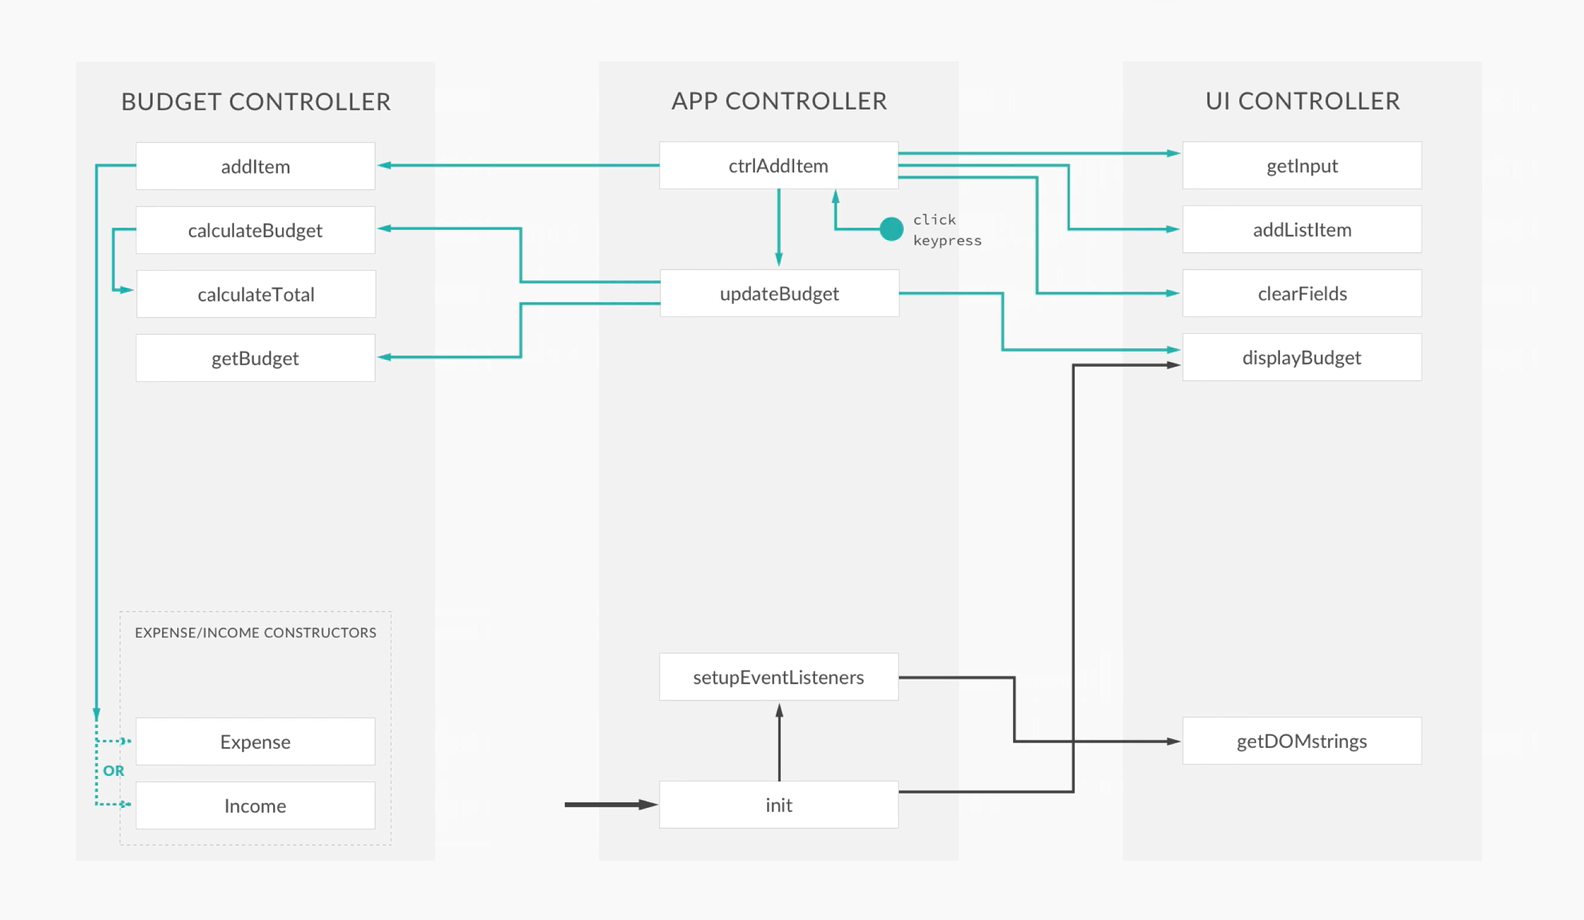 BUDGET CONTROLLER
addItem
calculateBudget
calculateTotal
getBudget
EXPENSE/INCOME CONSTRUCTORS
Expense
OR
Income
APP CONTROLLER
ctrlAddItem
click
keypress
updateBudget
setupEventListeners
init
UI CONTROLLER
getInput
addListItem
clearFields
displayBudget
getDOMstrings